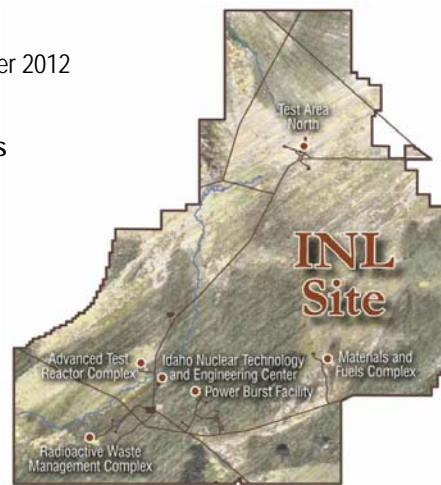 er 2012
s
Test Area
North
INL
Site
Advanced Test
Reactor Complex
Idaho Nuclear Technology
and Engineering Center
Materials and
Fuels Complex
Power Burst Facility
Radioactive Waste
Management Complex